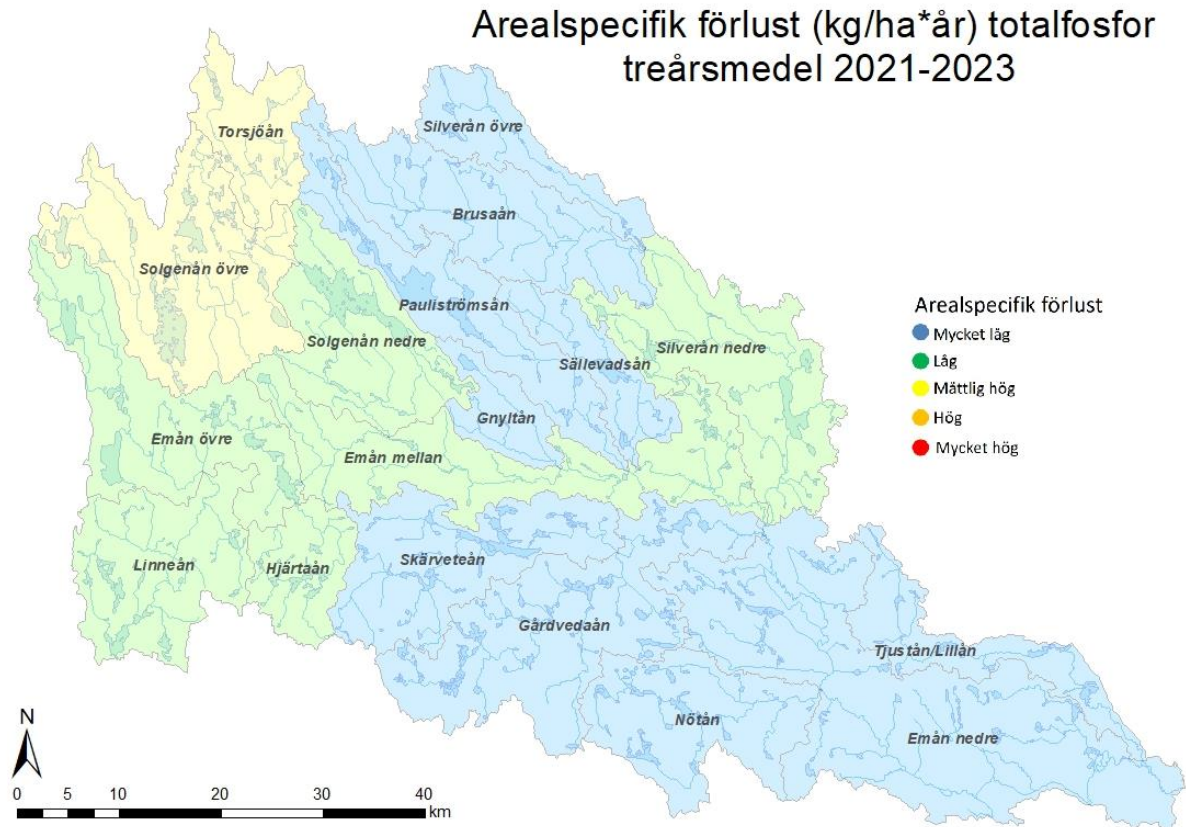 Arealspecifik förlust (kg/ha*år) totalfosfor
treårsmedel 2021-2023
Torsjöån
Silverån övre
Brusaån
Solgenån övre
Pauliströmsån
Solgenån nedre
Silverån nedre
Sällevadsån
Gnyltån
Emån övre
Emån mellan
Linneån
Hjärtaån
Skärveteån
Gårdvedaån
Tjustån/Lillån
Nötån
Emån nedre
Arealspecifik förlust
Mycket låg
Låg
Måttlig hög
Hög
Mycket hög
N
0 5 10 20 30 40
km